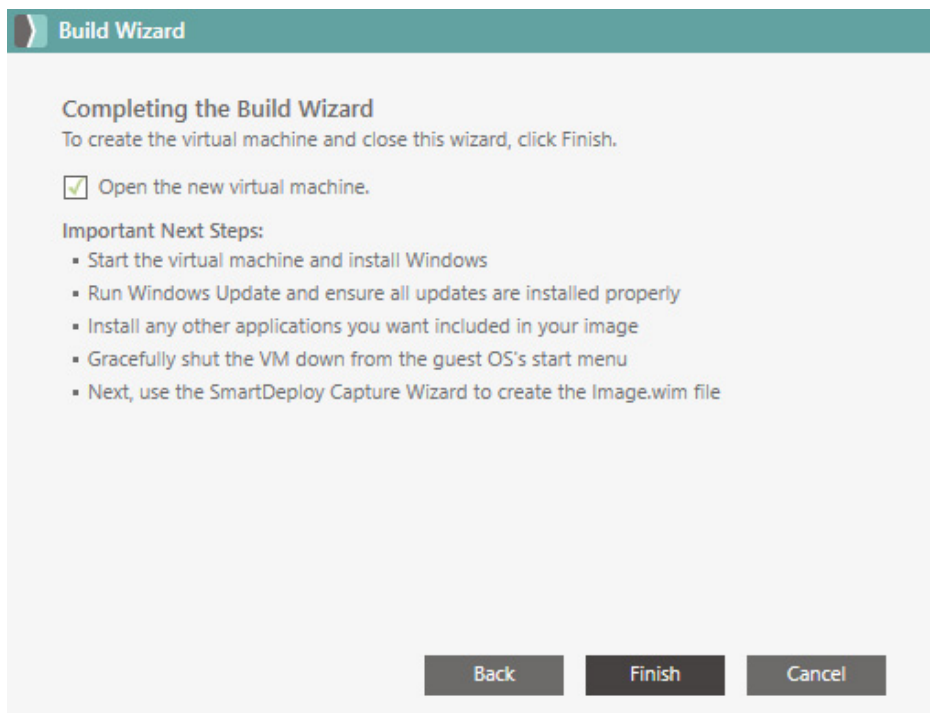 Build Wizard
Completing the Build Wizard
To create the virtual machine and close this wizard, click Finish.
Open the new virtual machine.
Important Next Steps:
▪ Start the virtual machine and install Windows
▪ Run Windows Update and ensure all updates are installed properly
▪ Install any other applications you want included in your image
▪ Gracefully shut the VM down from the guest OS's start menu
▪ Next, use the SmartDeploy Capture Wizard to create the Image.wim file
Back Finish Cancel